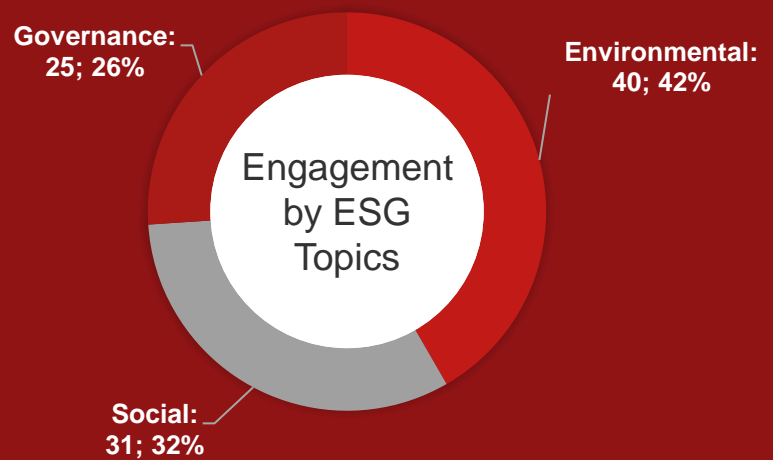 Governance:
25; 26%
Environmental:
40; 42%
Engagement
by ESG
Topics
Social:
31; 32%